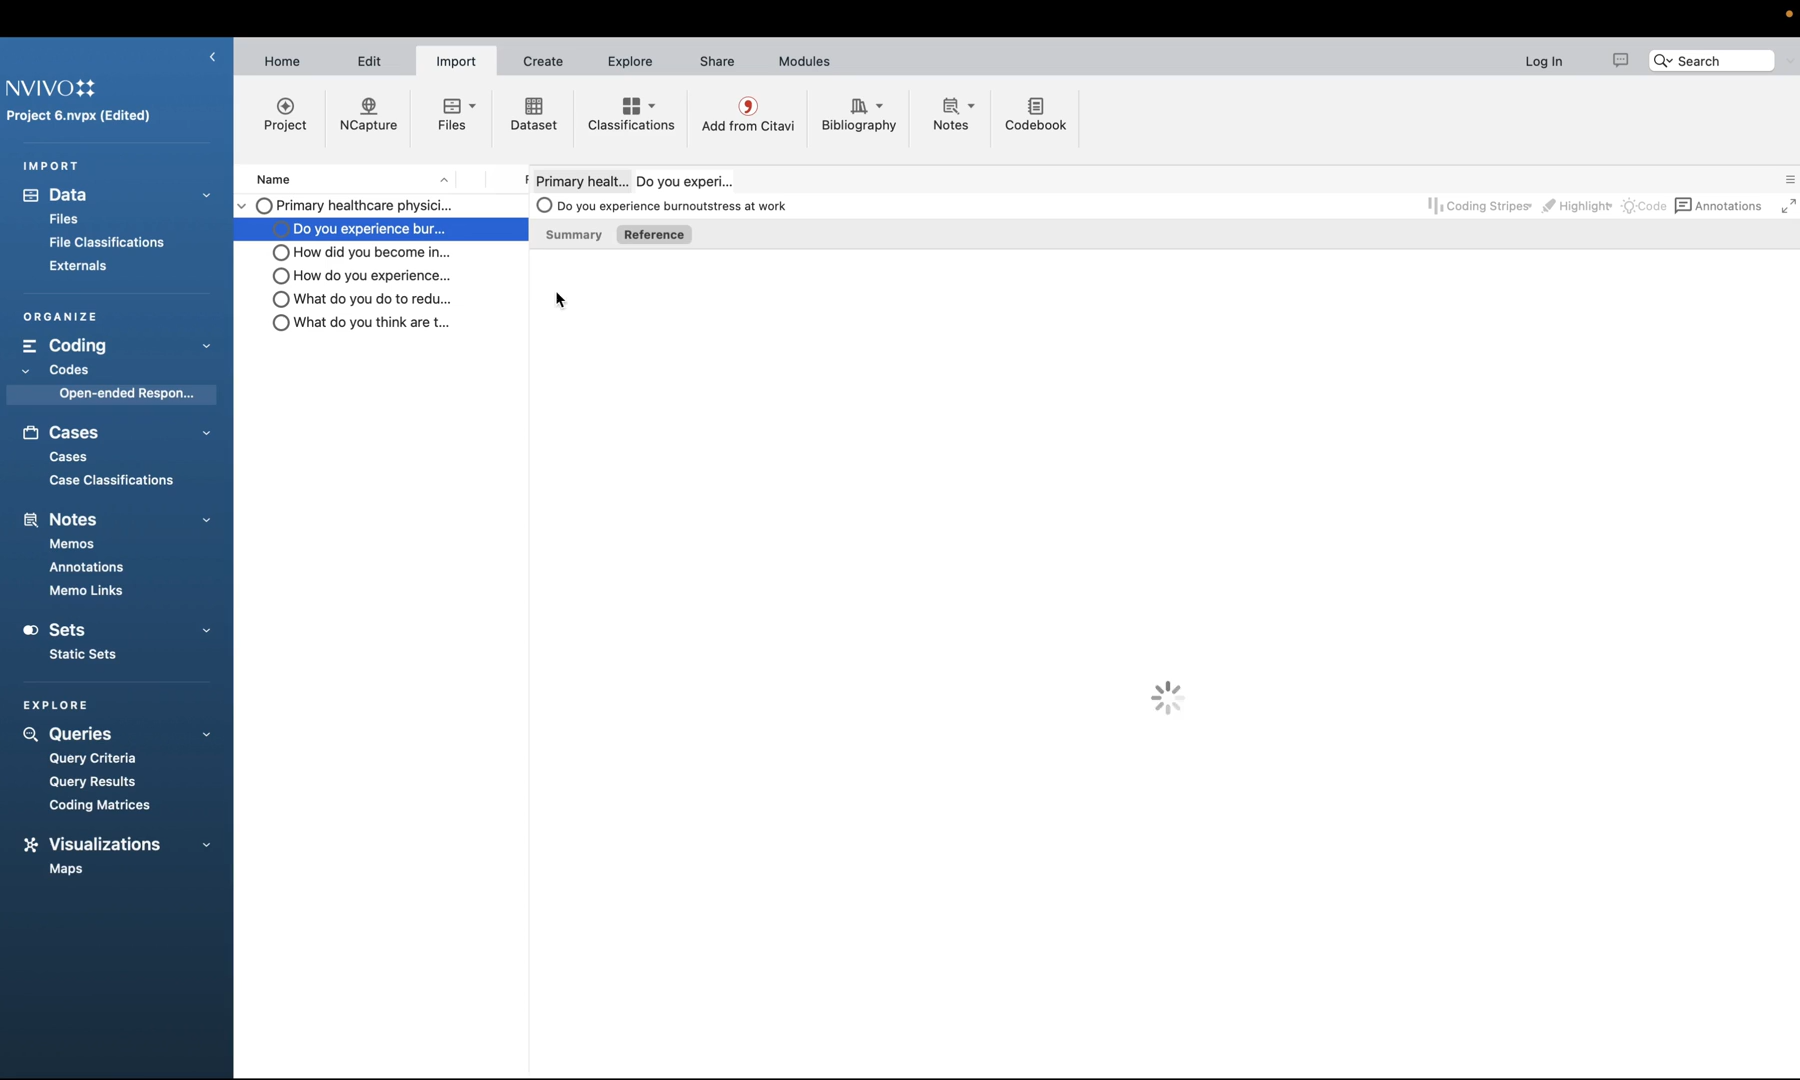 Home Edit Import Create Explore Share Modules Log In Search
NVIVO
Project 6.nvpx (Edited)
Project NCapture Files Dataset Classifications Add from Citavi Bibliography Notes Codebook
IMPORT
Data
Files
File Classifications
Externals
ORGANIZE
Coding
Codes
Open-ended Respon...
Cases
Cases
Case Classifications
Notes
Memos
Annotations
Memo Links
Sets
Static Sets
EXPLORE
Queries
Query Criteria
Query Results
Coding Matrices
Visualizations
Maps
Name
Primary healthcare physici...
Do you experience bur...
How did you become in...
How do you experience...
What do you do to redu...
What do you think are t...
Primary healt... Do you experi...
Do you experience burnoutstress at work Coding Stripes Highlight Code Annotations
Summary Reference